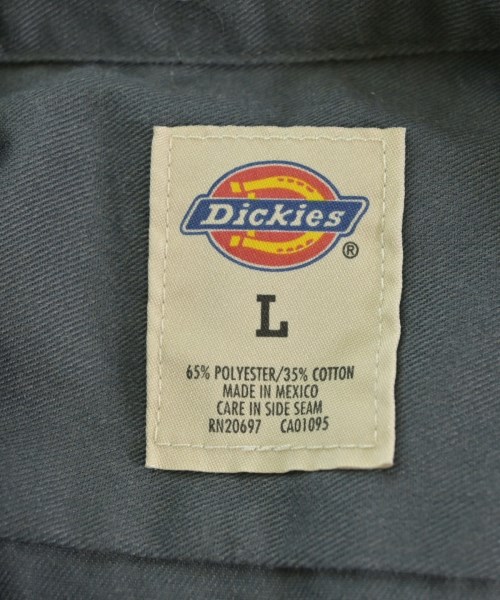 Dickies
®
L
65% POLYESTER/35% COTTON
MADE IN MEXICO
CARE IN SIDE SEAM
RN20697 CA01095